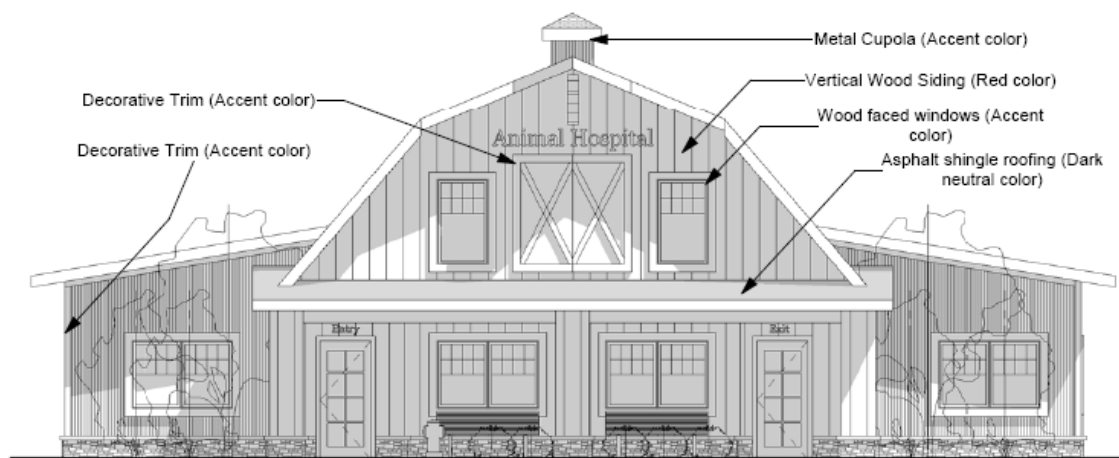 Metal Cupola (Accent color)
Vertical Wood Siding (Red color)
Decorative Trim (Accent color)
Wood faced windows (Accent
color)
Animal Hospital
Decorative Trim (Accent color)
Asphalt shingle roofing (Dark
neutral color)
Entry
Exit